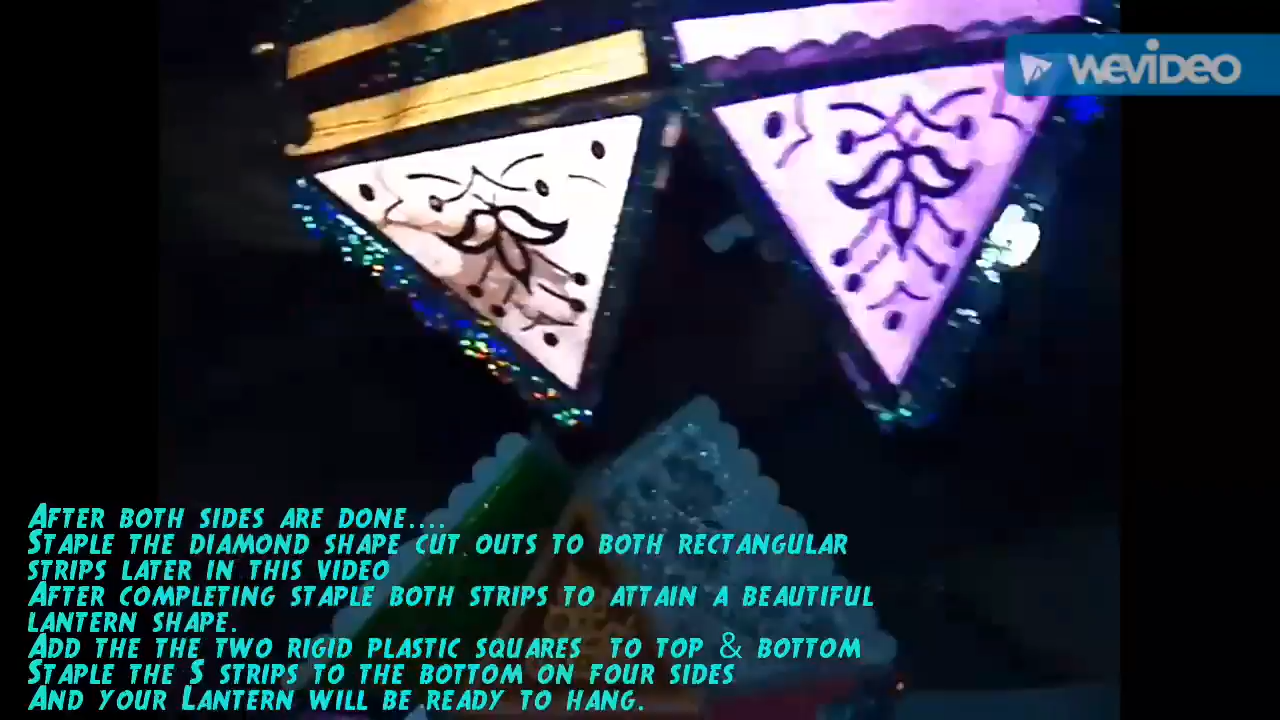 WeVideo
After both sides are done....
Staple the diamond shape cut outs to both rectangular
strips later in this video
After completing staple both strips to attain a beautiful
lantern shape.
Add the the two rigid plastic squares to top & bottom
Staple the S strips to the bottom on four sides
And your Lantern will be ready to hang.